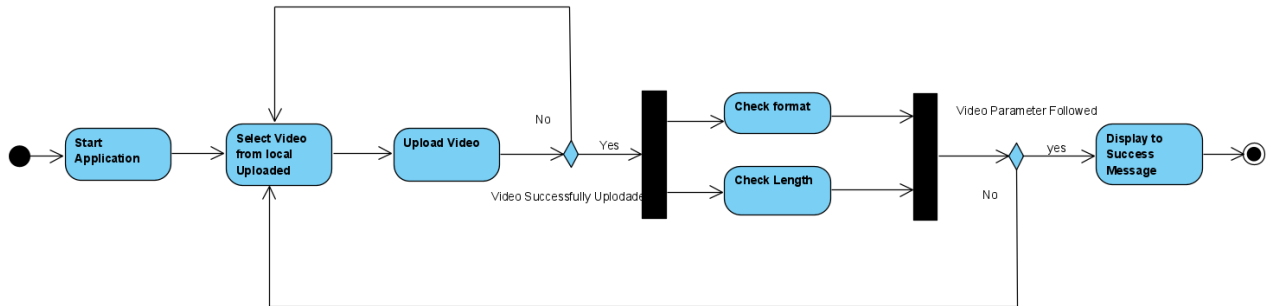 Start
Application
Select Video
from local
Uploaded
Upload Video
No
Yes
Video Successfully Uplodade
Check format
Check Length
Video Parameter Followed
yes
No
Display to
Success
Message